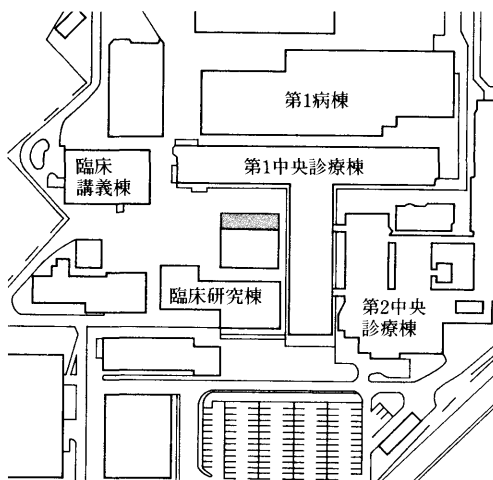 第1病棟
第1中央診療棟
臨床
講義棟
臨床研究棟
第2中央
診療棟